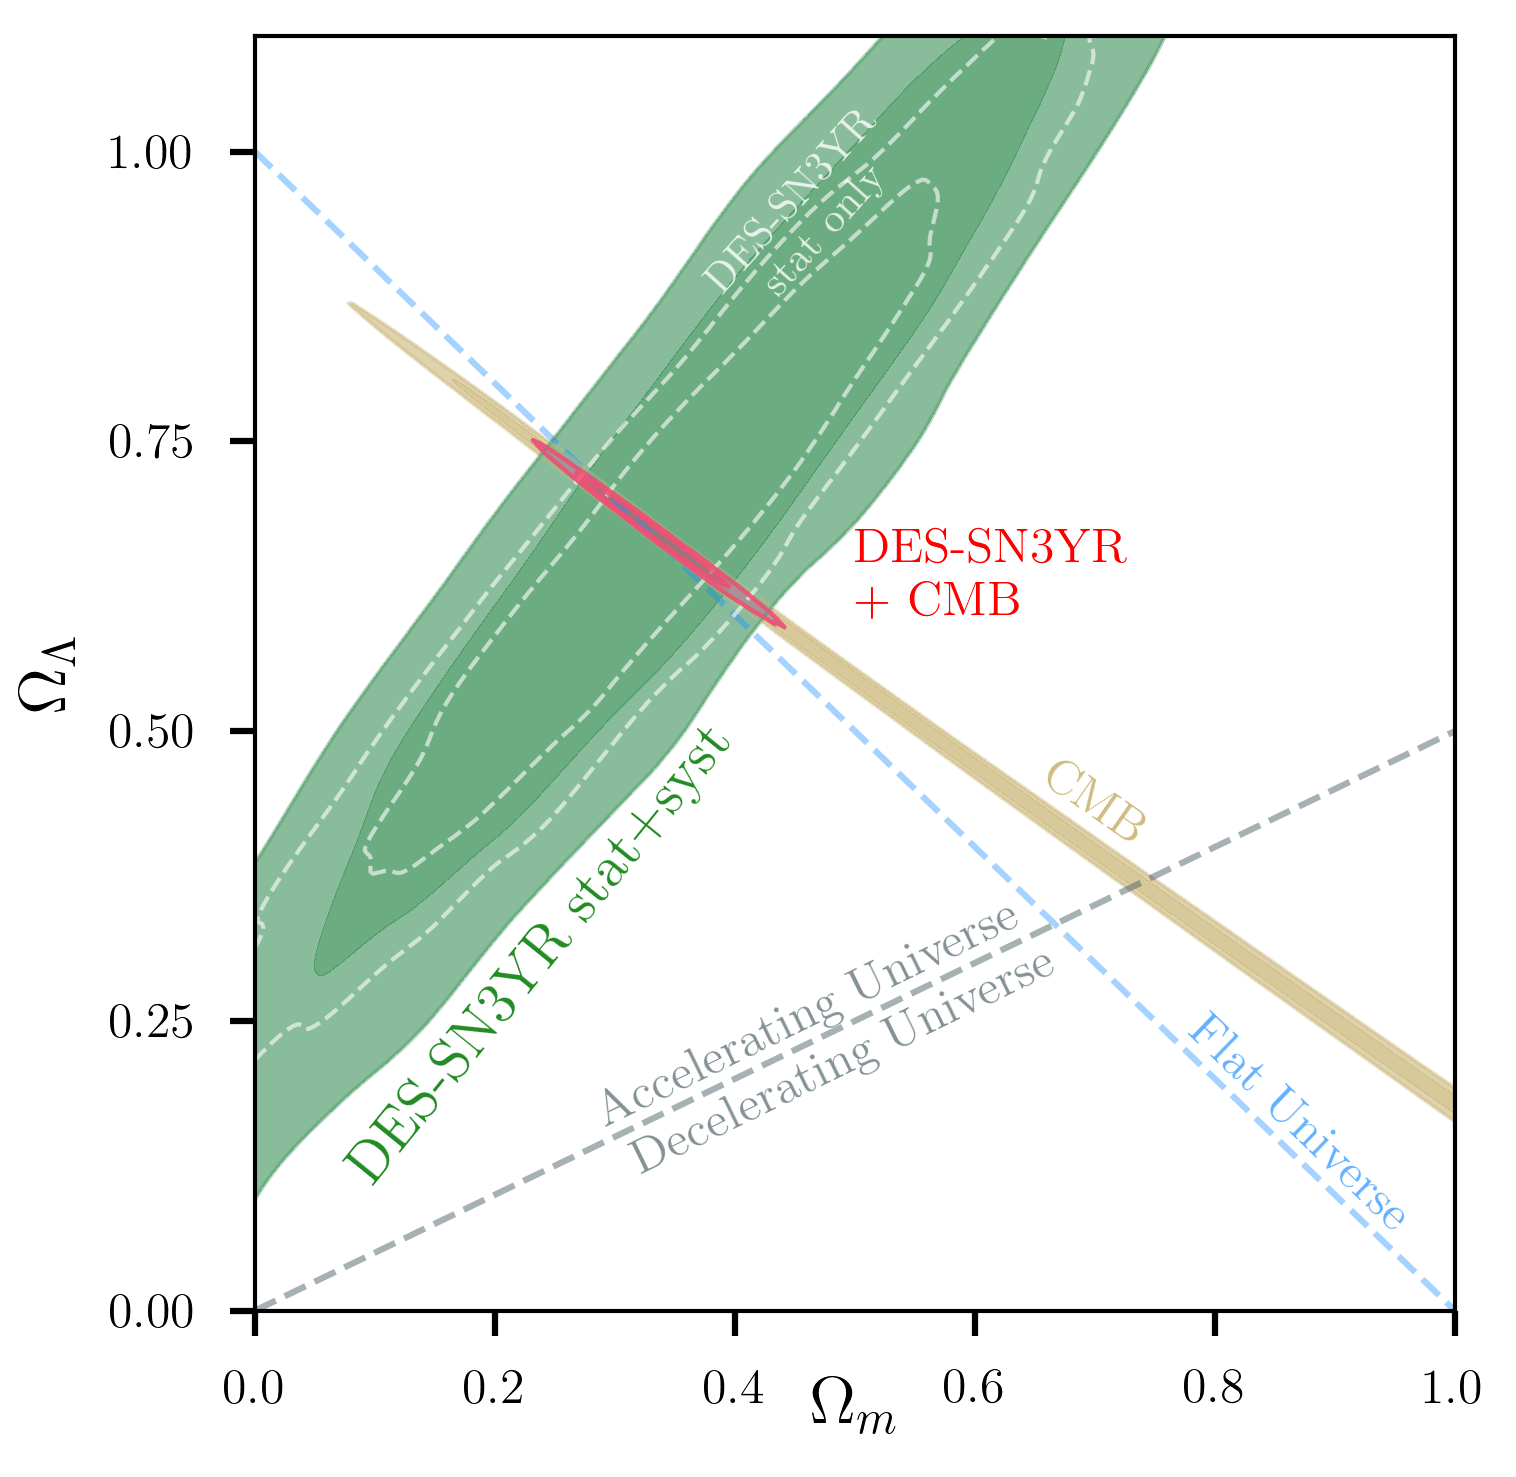 1.00
0.75
0.50
0.25
0.00
0.0
0.2
0.4
0.6
0.8
1.0
Ω_Λ
Ω_m
DES-SN3YR
stat only
DES-SN3YR
+ CMB
DES-SN3YR stat+syst
CMB
Accelerating Universe
Decelerating Universe
Flat Universe